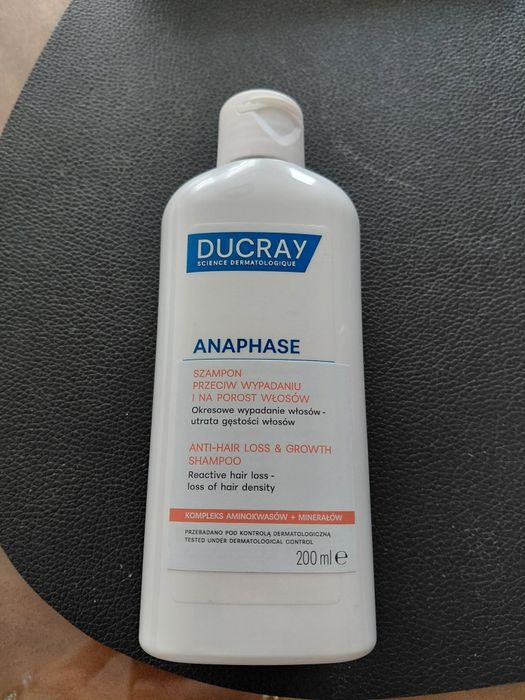 DUCRAY
SCIENCE DERMATOLOGIQUE
ANAPHASE
SZAMPON
PRZECIW WYPADANIU
I NA POROST WŁOSÓW
Okresowe wypadanie włosów -
utrata gęstości włosów
ANTI-HAIR LOSS & GROWTH
SHAMPOO
Reactive hair loss -
loss of hair density
KOMPLEKS AMINOKWASÓW + MINERAŁÓW
PRZEBADANO POD KONTROLĄ DERMATOLOGICZNĄ
TESTED UNDER DERMATOLOGICAL CONTROL
200 ml ℮